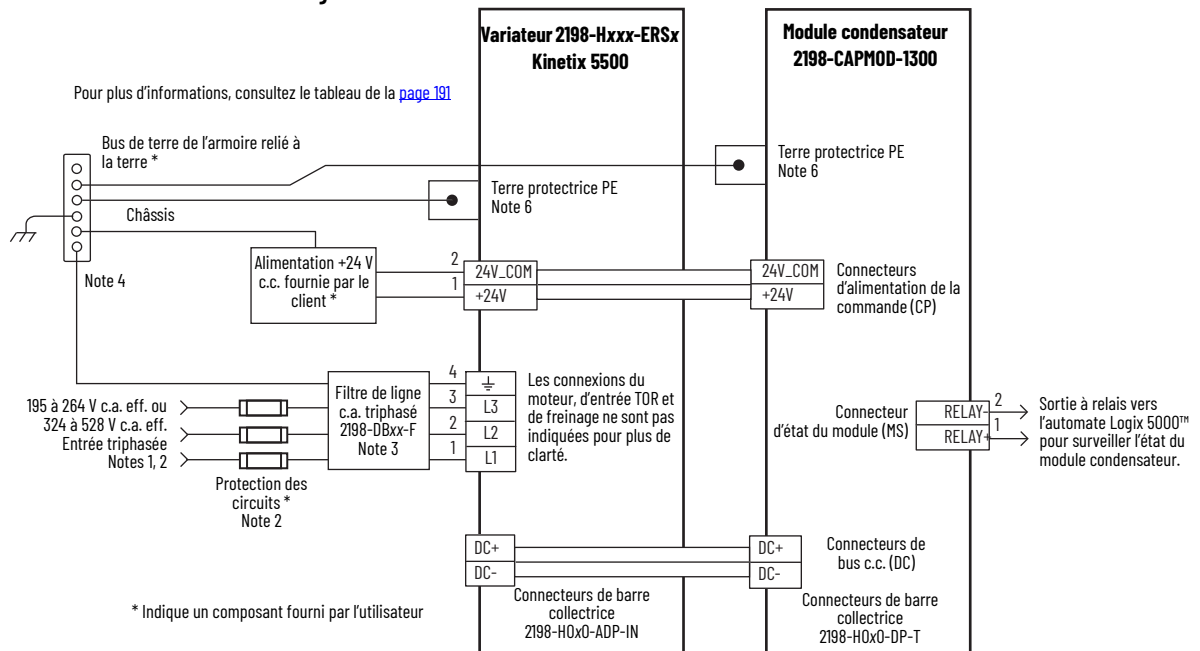 Variateur 2198-Hxxx-ERSx
Kinetix 5500
Module condensateur
2198-CAPMOD-1300
Pour plus d'informations, consultez le tableau de la page 191
Bus de terre de l'armoire relié à
la terre *
Terre protectrice PE
Note 6
Terre protectrice PE
Note 6
Châssis
Note 4
Alimentation +24 V
c.c. fournie par le
client *
2
1
24V_COM
+24V
24V_COM
+24V
Connecteurs
d'alimentation de la
commande (CP)
195 à 264 V c.a. eff. ou
324 à 528 V c.a. eff.
Entrée triphasée
Notes 1, 2
Protection des
circuits *
Note 2
Filtre de ligne
c.a. triphasé
2198-DBxx-F
Note 3
4
3
2
1
L3
L2
L1
Les connexions du
moteur, d'entrée TOR et
de freinage ne sont pas
indiquées pour plus de
clarté.
Connecteur
d'état du module (MS)
RELAY-
RELAY+
2
1
Sortie à relais vers
l'automate Logix 5000™
pour surveiller l'état du
module condensateur.
DC+
DC-
DC+
DC-
Connecteurs de
bus c.c. (DC)
Connecteurs de barre
collectrice
2198-H0x0-ADP-IN
Connecteurs de barre
collectrice
2198-H0x0-DP-T
* Indique un composant fourni par l'utilisateur